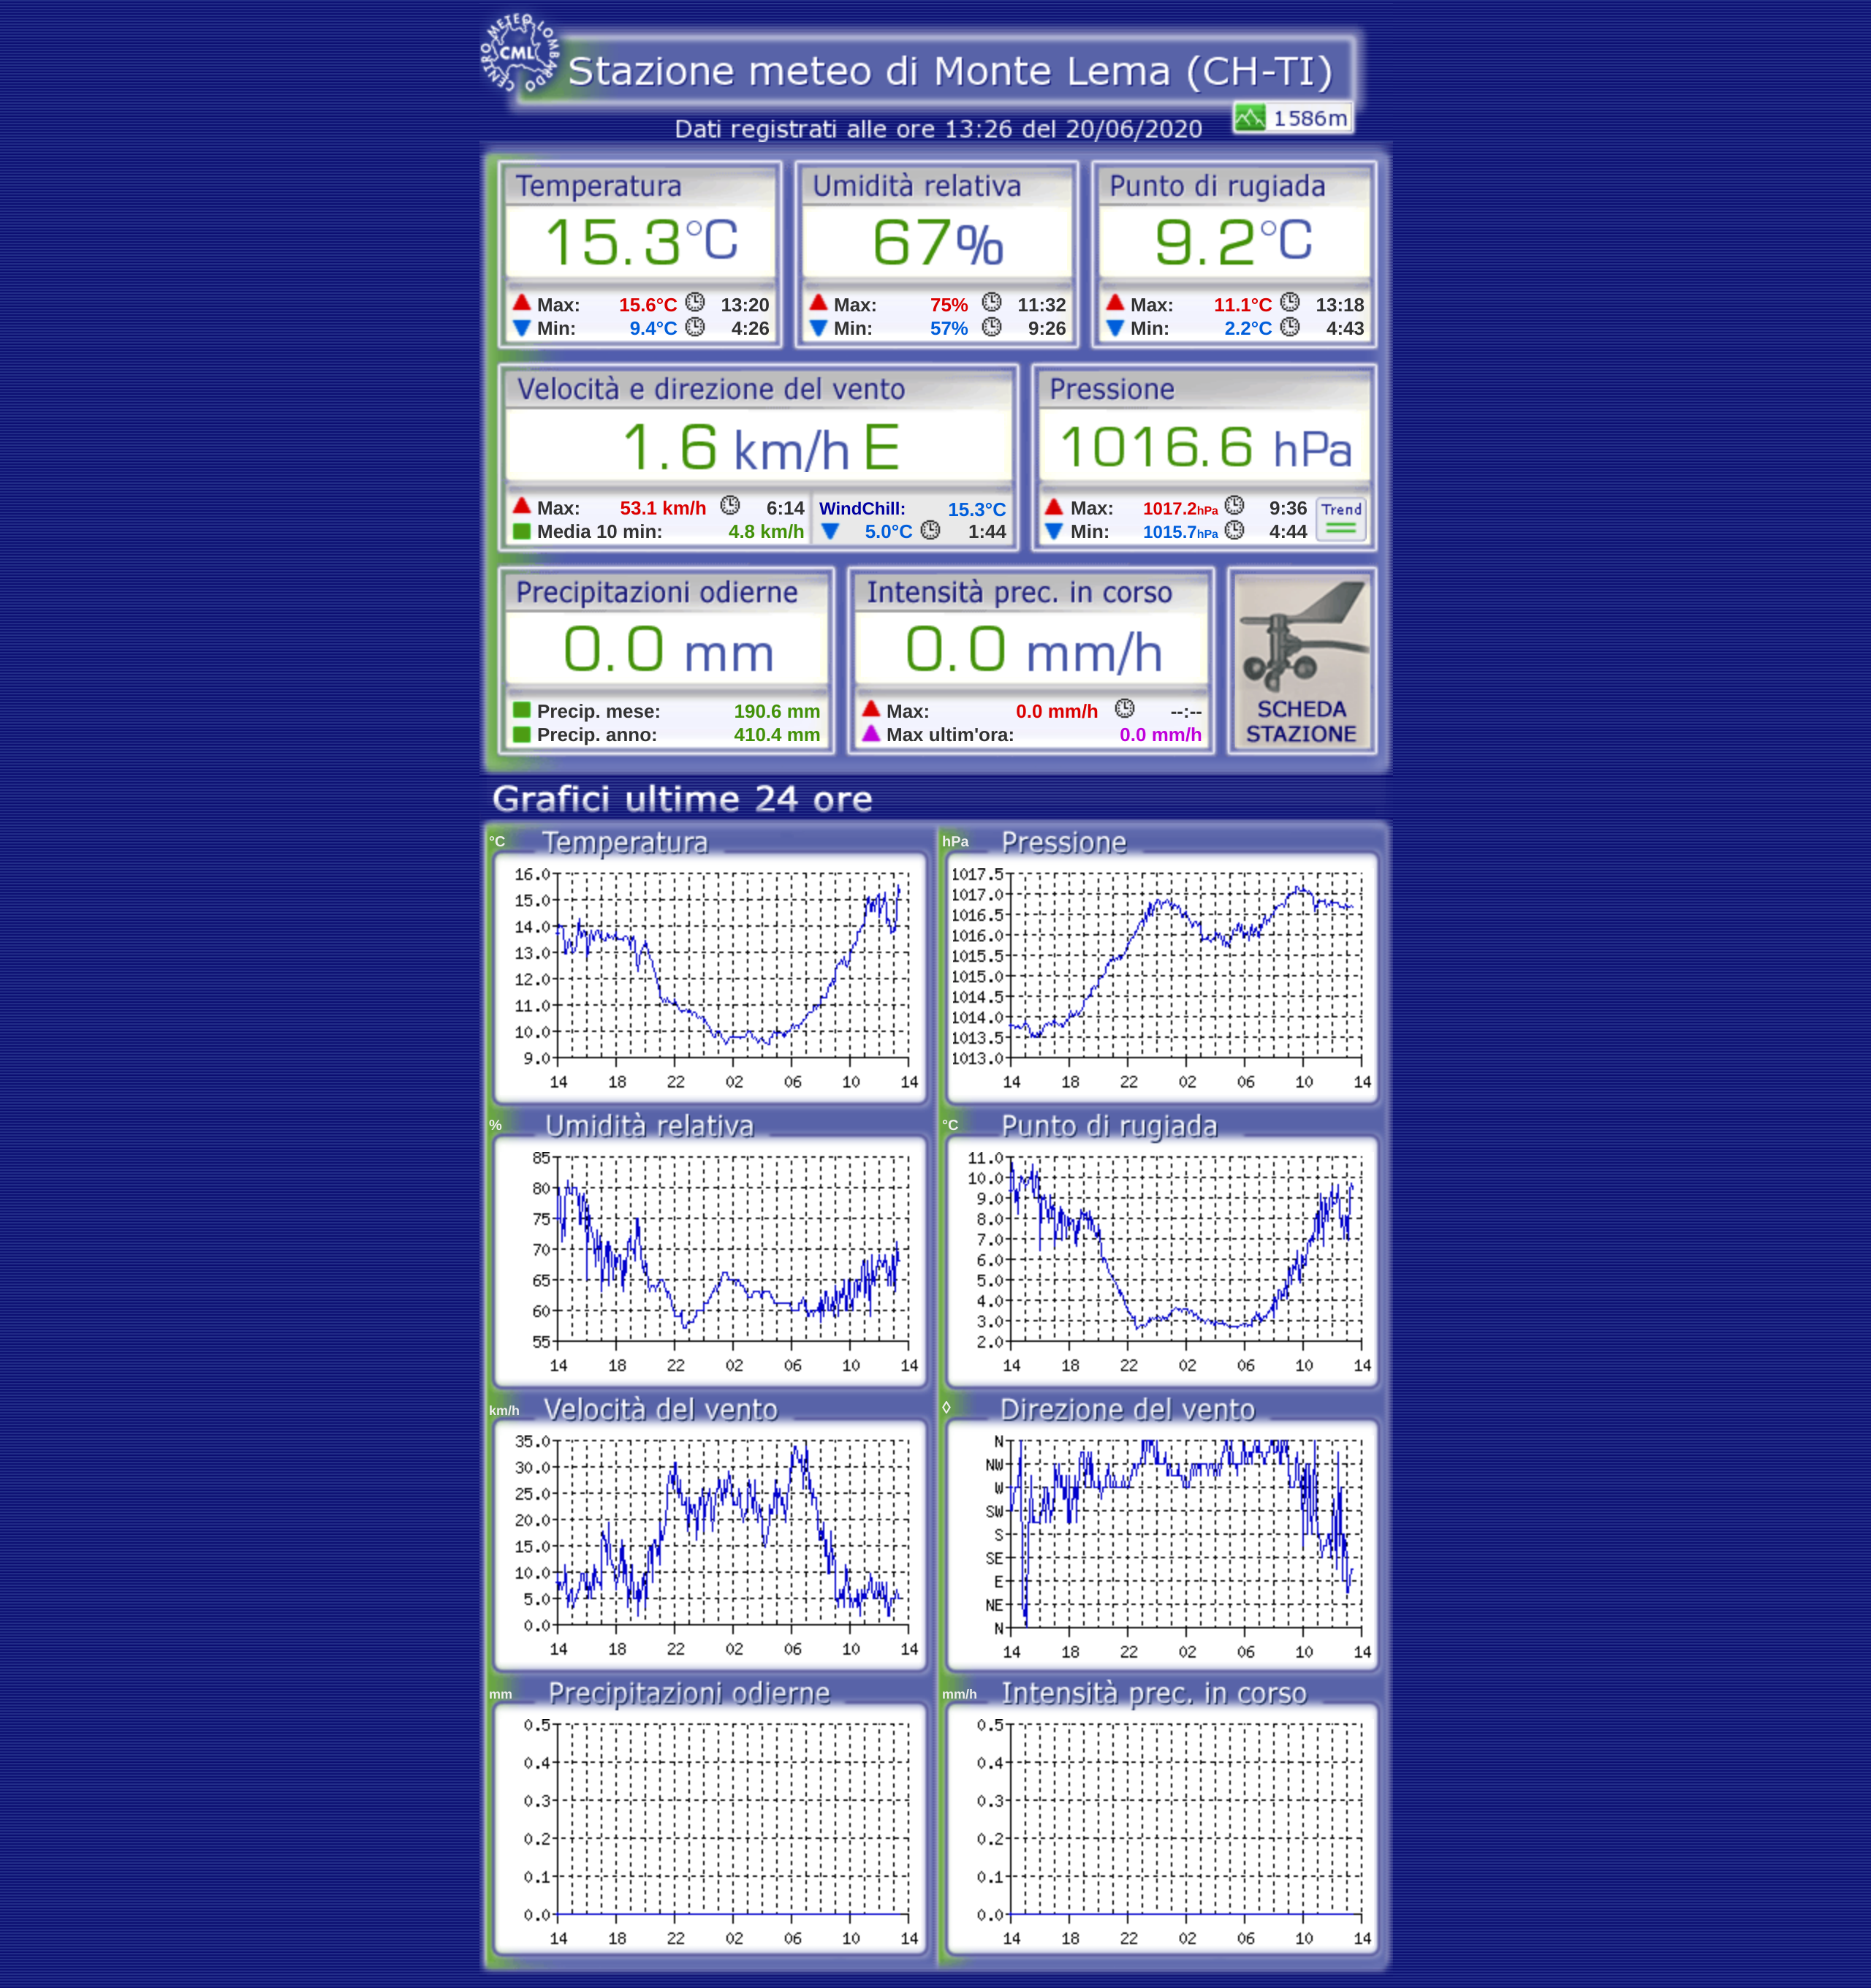 CENTRO METEO LOMBARDO
CML
Stazione meteo di Monte Lema (CH-TI)
1586m
Dati registrati alle ore 13:26 del 20/06/2020
Temperatura
15.3°C
Max: 15.6°C 13:20
Min: 9.4°C 4:26
Umidità relativa
67%
Max: 75% 11:32
Min: 57% 9:26
Punto di rugiada
9.2°C
Max: 11.1°C 13:18
Min: 2.2°C 4:43
Velocità e direzione del vento
1.6 km/h E
Max: 53.1 km/h 6:14
Media 10 min: 4.8 km/h
WindChill: 15.3°C
5.0°C 1:44
Pressione
1016.6 hPa
Max: 1017.2hPa 9:36
Min: 1015.7hPa 4:44
Trend
Precipitazioni odierne
0.0 mm
Precip. mese: 190.6 mm
Precip. anno: 410.4 mm
Intensità prec. in corso
0.0 mm/h
Max: 0.0 mm/h --:--
Max ultim'ora: 0.0 mm/h
SCHEDA
STAZIONE
Grafici ultime 24 ore
°C Temperatura
16.0
15.0
14.0
13.0
12.0
11.0
10.0
9.0
14 18 22 02 06 10 14
hPa Pressione
1017.5
1017.0
1016.5
1016.0
1015.5
1015.0
1014.5
1014.0
1013.5
1013.0
14 18 22 02 06 10 14
% Umidità relativa
85
80
75
70
65
60
55
14 18 22 02 06 10 14
°C Punto di rugiada
11.0
10.0
9.0
8.0
7.0
6.0
5.0
4.0
3.0
2.0
14 18 22 02 06 10 14
km/h Velocità del vento
35.0
30.0
25.0
20.0
15.0
10.0
5.0
0.0
14 18 22 02 06 10 14
◊ Direzione del vento
N
NW
W
SW
S
SE
E
NE
N
14 18 22 02 06 10 14
mm Precipitazioni odierne
0.5
0.4
0.3
0.2
0.1
0.0
14 18 22 02 06 10 14
mm/h Intensità prec. in corso
0.5
0.4
0.3
0.2
0.1
0.0
14 18 22 02 06 10 14